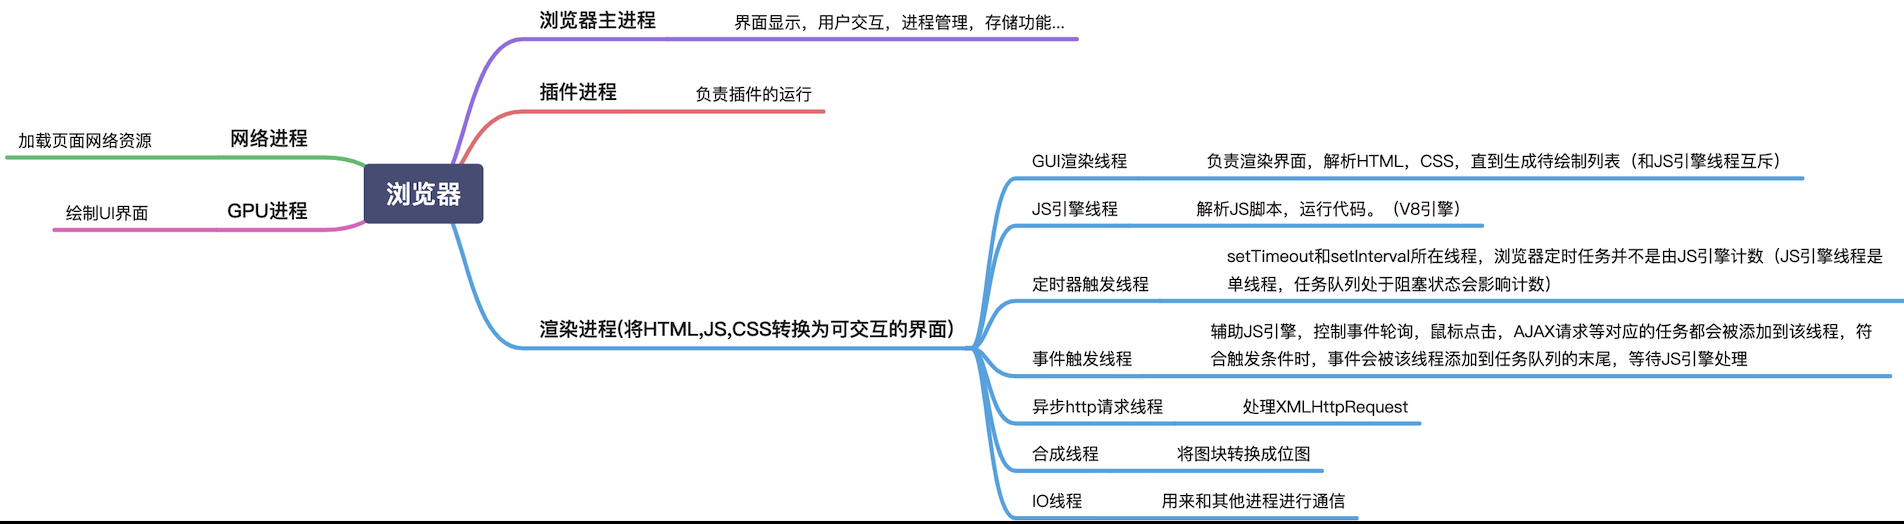 浏览器
浏览器主进程
界面显示，用户交互，进程管理，存储功能...
插件进程
负责插件的运行
网络进程
加载页面网络资源
GPU进程
绘制UI界面
渲染进程(将HTML,JS,CSS转换为可交互的界面）
GUI渲染线程
负责渲染界面，解析HTML，CSS，直到生成待绘制列表（和JS引擎线程互斥）
JS引擎线程
解析JS脚本，运行代码。（V8引擎）
定时器触发线程
setTimeout和setInterval所在线程，浏览器定时任务并不是由JS引擎计数（JS引擎线程是
单线程，任务队列处于阻塞状态会影响计数）
事件触发线程
辅助JS引擎，控制事件轮询，鼠标点击，AJAX请求等对应的任务都会被添加到该线程，符
合触发条件时，事件会被该线程添加到任务队列的末尾，等待JS引擎处理
异步http请求线程
处理XMLHttpRequest
合成线程
将图块转换成位图
IO线程
用来和其他进程进行通信